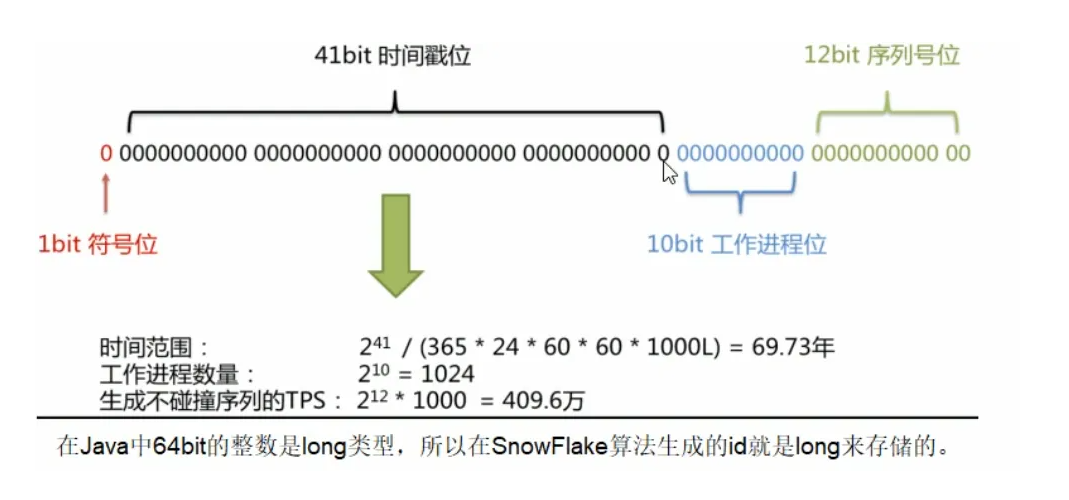 41bit 时间戳位
12bit 序列号位
0 0000000000 0000000000 0000000000 0000000000 0 0000000000 0000000000 00
1bit 符号位
10bit 工作进程位
时间范围： 2⁴¹ / (365 * 24 * 60 * 60 * 1000L) = 69.73年
工作进程数量： 2¹⁰ = 1024
生成不碰撞序列的TPS： 2¹² * 1000 = 409.6万
在Java中64bit的整数是long类型，所以在SnowFlake算法生成的id就是long来存储的。